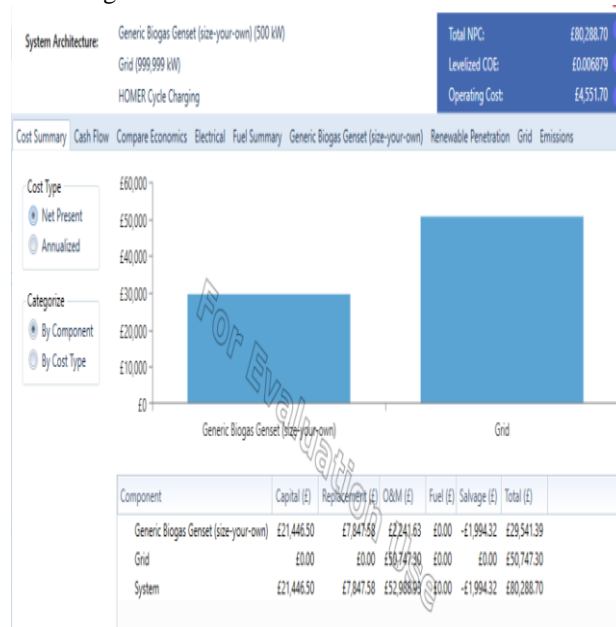 System Architecture:
Generic Biogas Genset (size-your-own) (500 kW)
Grid (999,999 kW)
HOMER Cycle Charging
Total NPC: £80,288.70
Levelized COE: £0.006879
Operating Cost: £4,551.70
Cost Summary Cash Flow Compare Economics Electrical Fuel Summary Generic Biogas Genset (size-your-own) Renewable Penetration Grid Emissions
Cost Type
Net Present
Annualized
Categorize
By Component
By Cost Type
£60,000
£50,000
£40,000
£30,000
£20,000
£10,000
£0
Generic Biogas Genset (size-your-own) Grid
For Evaluation Use
Component Capital (£) Replacement (£) O&M (£) Fuel (£) Salvage (£) Total (£)
Generic Biogas Genset (size-your-own) £21,446.50 £7,847.58 £2,241.63 £0.00 -£1,994.32 £29,541.39
Grid £0.00 £0.00 £50,747.30 £0.00 £0.00 £50,747.30
System £21,446.50 £7,847.58 £52,988.93 £0.00 -£1,994.32 £80,288.70